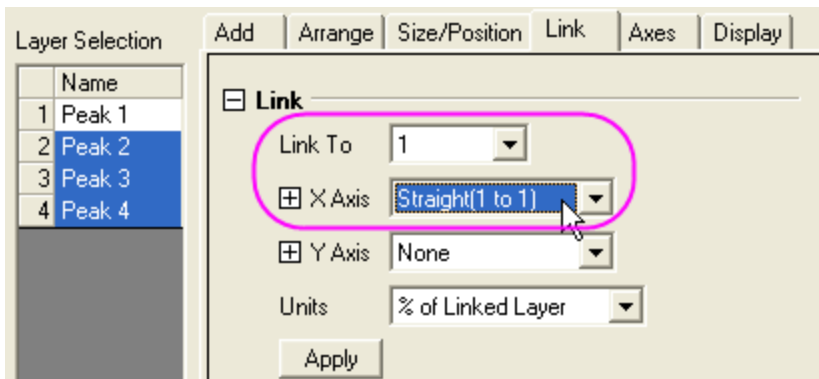 Layer Selection
Add Arrange Size/Position Link Axes Display
Name
1 Peak 1
2 Peak 2
3 Peak 3
4 Peak 4
Link
Link To 1
X Axis Straight(1 to 1)
Y Axis None
Units % of Linked Layer
Apply